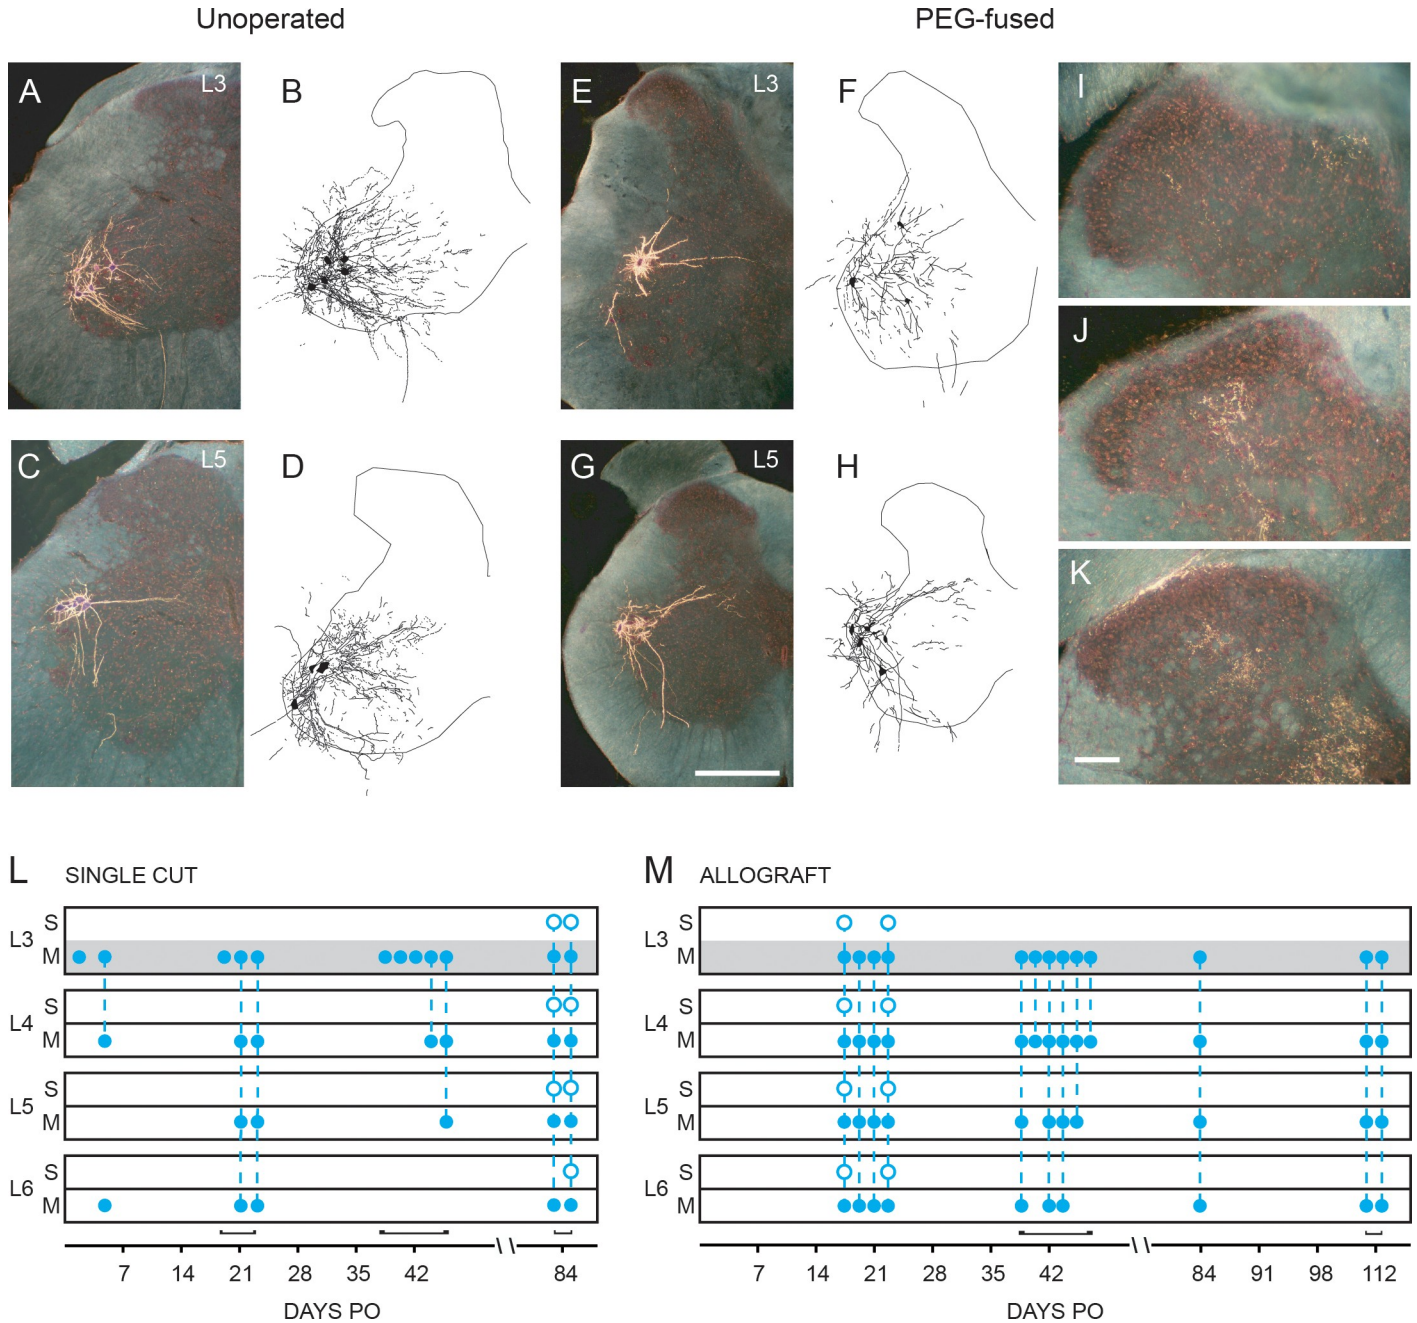 Unoperated PEG-fused
A L3 B E L3 F I
J
C L5 D G L5 H
K
L SINGLE CUT
L3 S
M
L4 S
M
L5 S
M
L6 S
M
7 14 21 28 35 42 84
DAYS PO
M ALLOGRAFT
L3 S
M
L4 S
M
L5 S
M
L6 S
M
7 14 21 28 35 42 84 91 98 112
DAYS PO